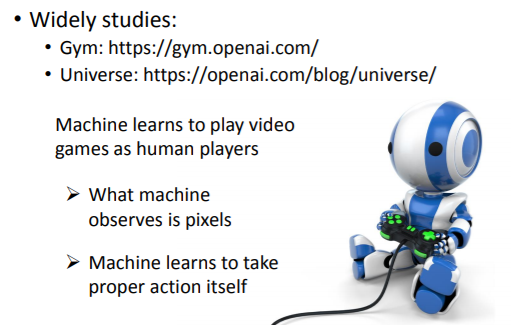 • Widely studies:
• Gym: https://gym.openai.com/
• Universe: https://openai.com/blog/universe/
Machine learns to play video
games as human players
➢ What machine
observes is pixels
➢ Machine learns to take
proper action itself